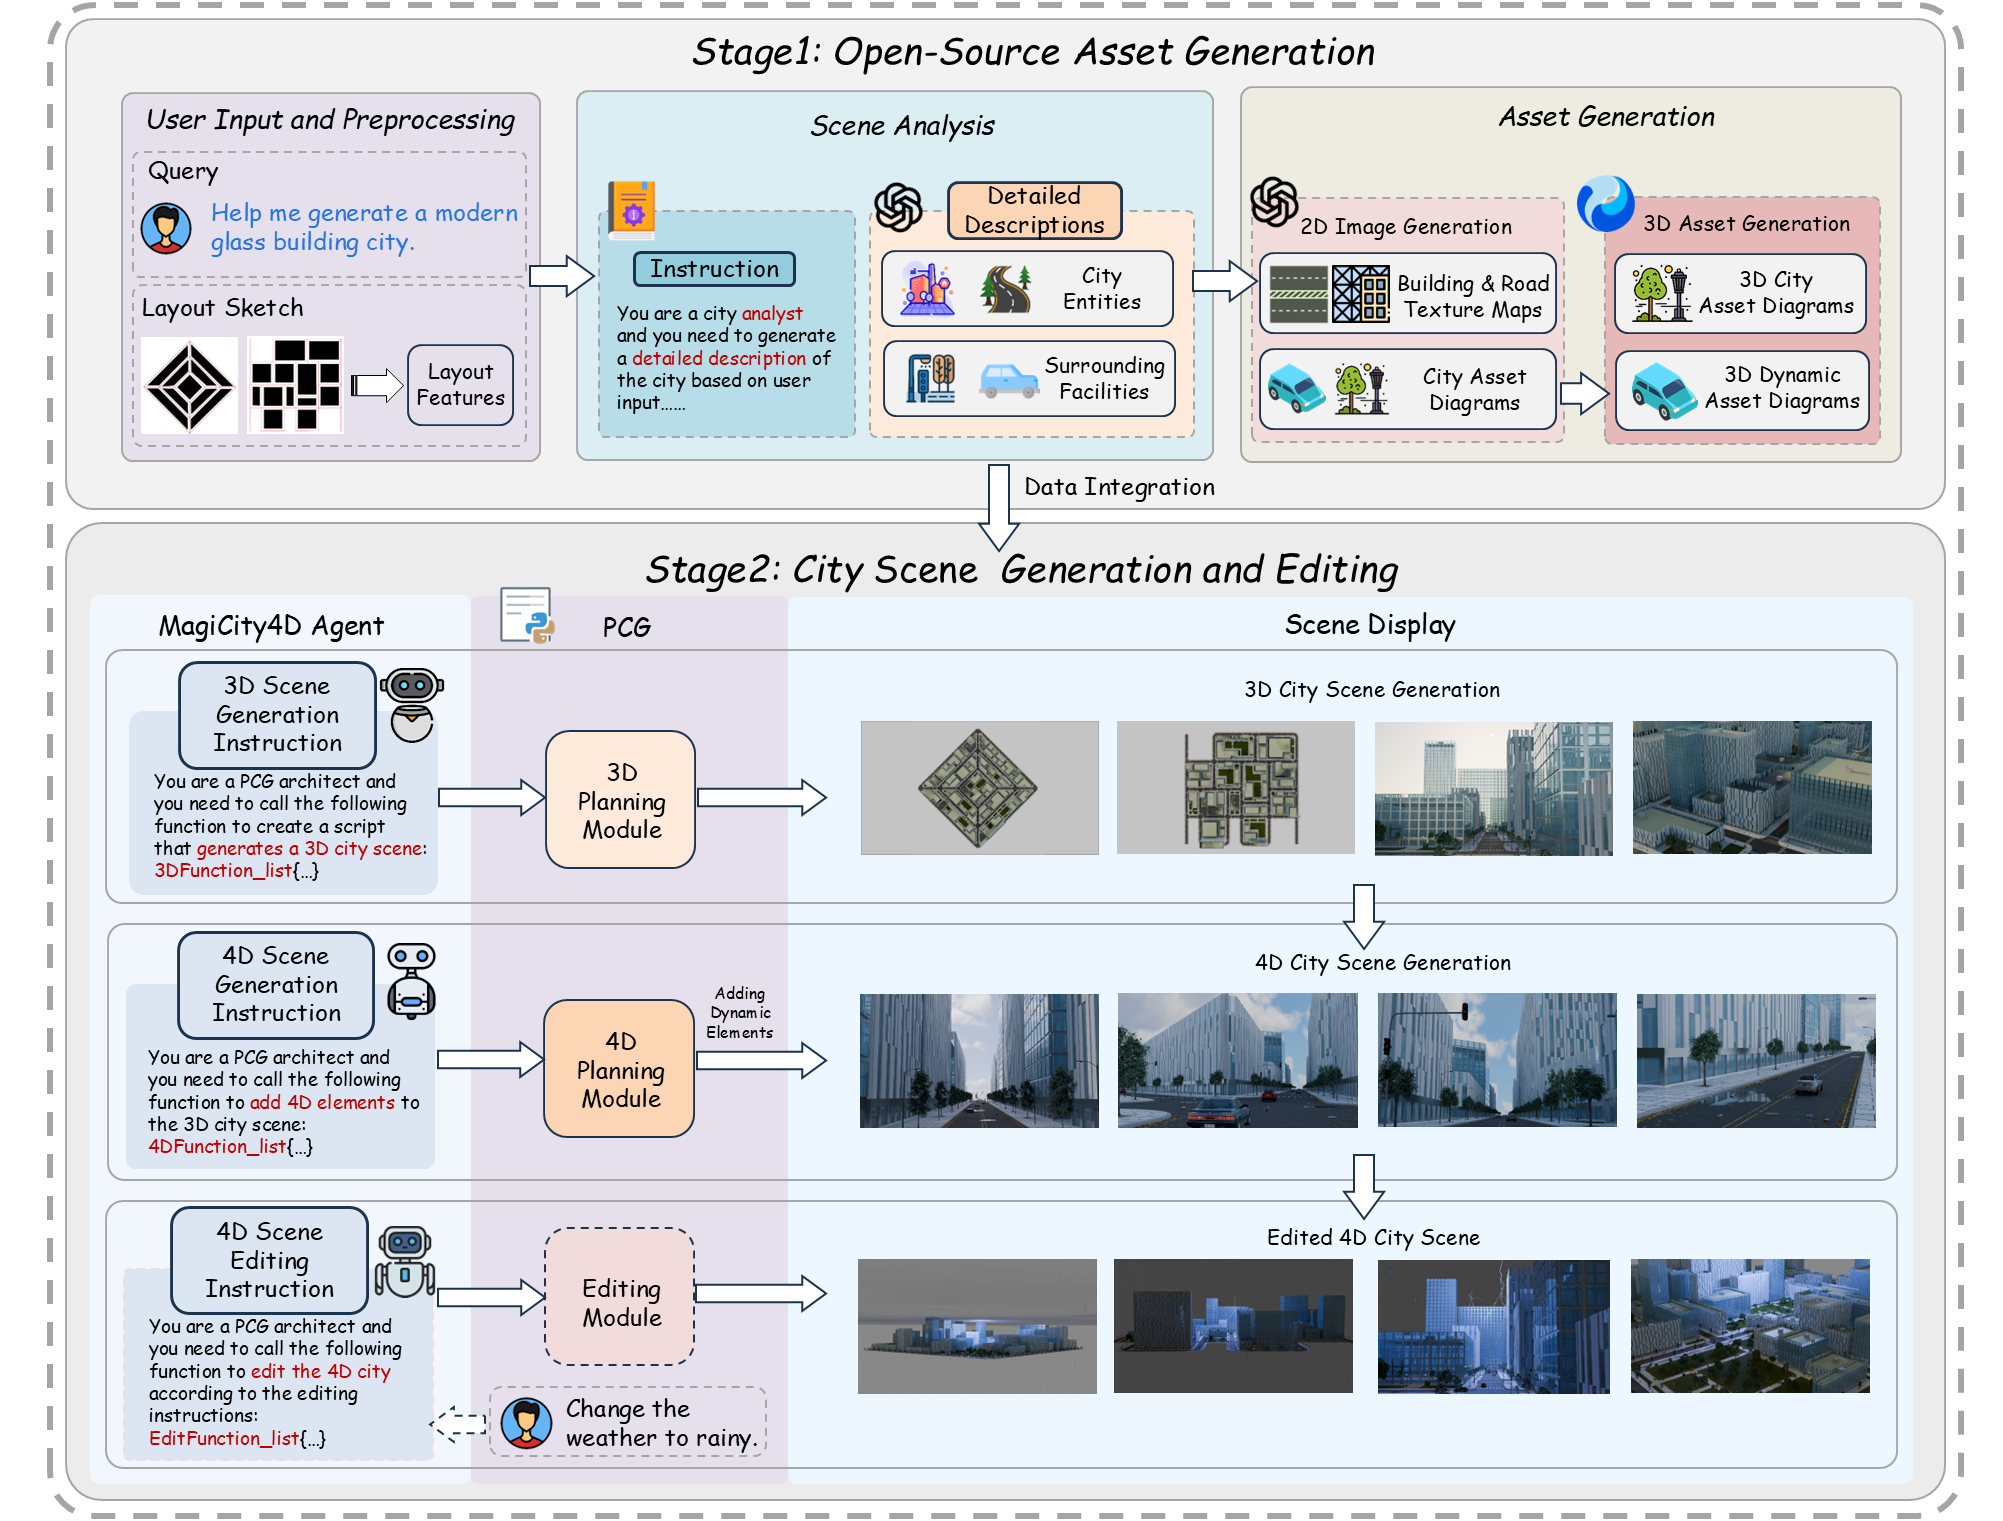 Stage1: Open-Source Asset Generation
User Input and Preprocessing
Query
Help me generate a modern
glass building city.
Layout Sketch
Layout
Features
Scene Analysis
Instruction
You are a city analyst
and you need to generate
a detailed description of
the city based on user
input......
Detailed
Descriptions
City
Entities
Surrounding
Facilities
Asset Generation
2D Image Generation
Building & Road
Texture Maps
City Asset
Diagrams
3D Asset Generation
3D City
Asset Diagrams
3D Dynamic
Asset Diagrams
Data Integration
Stage2: City Scene Generation and Editing
MagiCity4D Agent
PCG
Scene Display
3D Scene
Generation
Instruction
You are a PCG architect and
you need to call the following
function to create a script
that generates a 3D city scene:
3DFunction_list{...}
3D
Planning
Module
3D City Scene Generation
4D Scene
Generation
Instruction
You are a PCG architect and
you need to call the following
function to add 4D elements to
the 3D city scene:
4DFunction_list{...}
4D
Planning
Module
Adding
Dynamic
Elements
4D City Scene Generation
4D Scene
Editing
Instruction
You are a PCG architect and
you need to call the following
function to edit the 4D city
according to the editing
instructions:
EditFunction_list{...}
Editing
Module
Change the
weather to rainy.
Edited 4D City Scene